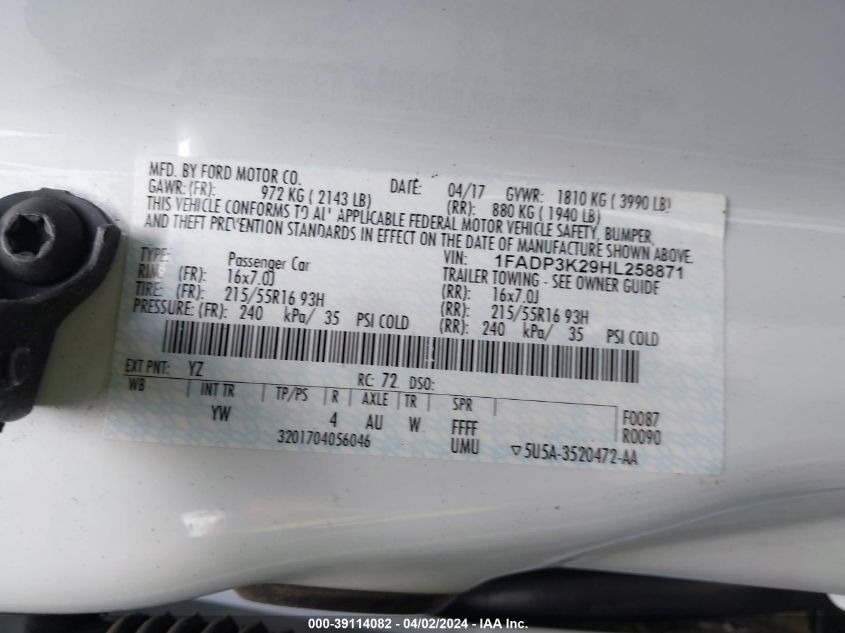 MFD. BY FORD MOTOR CO. DATE: 04/17 GVWR: 1810 KG ( 3990 LB)
GAWR: (FR): 972 KG ( 2143 LB) (RR): 880 KG ( 1940 LB)
THIS VEHICLE CONFORMS TO ALL APPLICABLE FEDERAL MOTOR VEHICLE SAFETY, BUMPER,
AND THEFT PREVENTION STANDARDS IN EFFECT ON THE DATE OF MANUFACTURE SHOWN ABOVE.
VIN: 1FADP3K29HL258871
TYPE: Passenger Car TRAILER TOWING - SEE OWNER GUIDE
RIM: (FR): 16x7.0J (RR): 16x7.0J
TIRE: (FR): 215/55R16 93H (RR): 215/55R16 93H
PRESSURE: (FR): 240 kPa/ 35 PSI COLD (RR): 240 kPa/ 35 PSI COLD
EXT PNT: YZ RC: 72 DSO:
WB INT TR TP/PS R AXLE TR SPR F0087
YW 4 AU W FFFF R0090
3201704056046 UMU ▽5U5A-3520472-AA
000-39114082 - 04/02/2024 - IAA Inc.